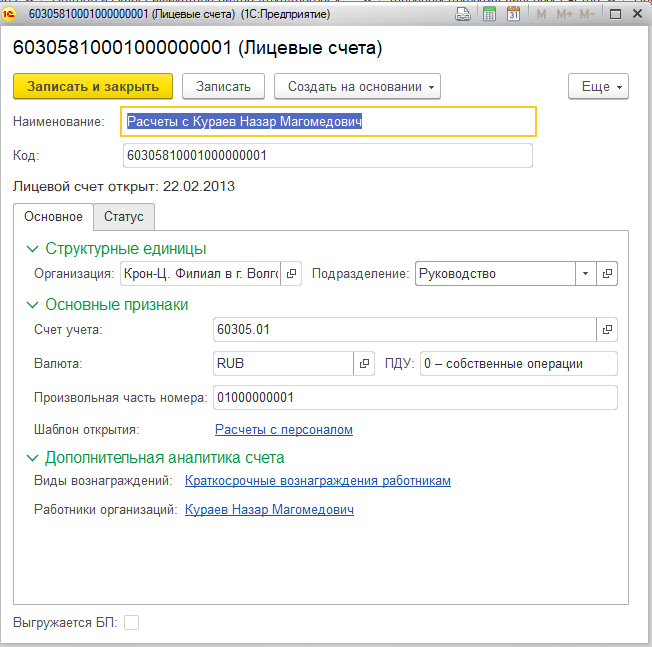 60305810001000000001 (Лицевые счета) (1С:Предприятие)
31 M M+ M−
60305810001000000001 (Лицевые счета)
Записать и закрыть Записать Создать на основании Еще
Наименование: Расчеты с Кураев Назар Магомедович
Код: 60305810001000000001
Лицевой счет открыт: 22.02.2013
Основное Статус
Структурные единицы
Организация: Крон-Ц. Филиал в г. Волго Подразделение: Руководство
Основные признаки
Счет учета: 60305.01
Валюта: RUB ПДУ: 0 – собственные операции
Произвольная часть номера: 01000000001
Шаблон открытия: Расчеты с персоналом
Дополнительная аналитика счета
Виды вознаграждений: Краткосрочные вознаграждения работникам
Работники организаций: Кураев Назар Магомедович
Выгружается БП: